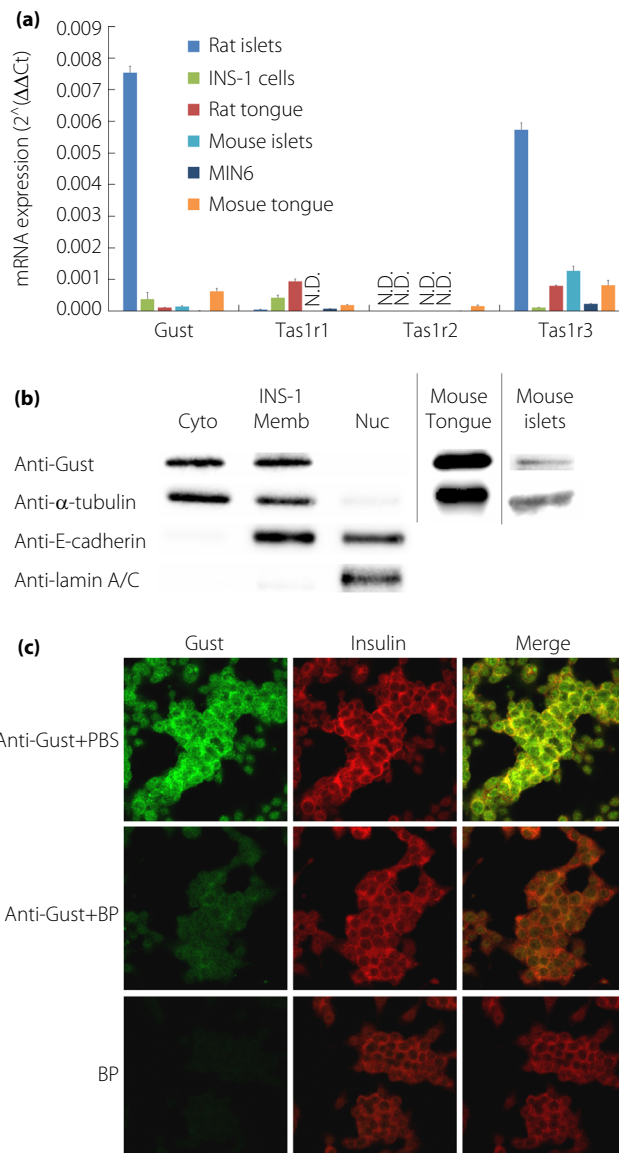 (a)
mRNA expression (2^(ΔΔCt)
0.009
0.008
0.007
0.006
0.005
0.004
0.003
0.002
0.001
0.000
Rat islets
INS-1 cells
Rat tongue
Mouse islets
MIN6
Mosue tongue
N.D.
N.D.
N.D.
N.D.
N.D.
Gust
Tas1r1
Tas1r2
Tas1r3
(b)
INS-1
Mouse
Mouse
Cyto
Memb
Nuc
Tongue
islets
Anti-Gust
Anti-α-tubulin
Anti-E-cadherin
Anti-lamin A/C
(c)
Gust
Insulin
Merge
Anti-Gust+PBS
Anti-Gust+BP
BP